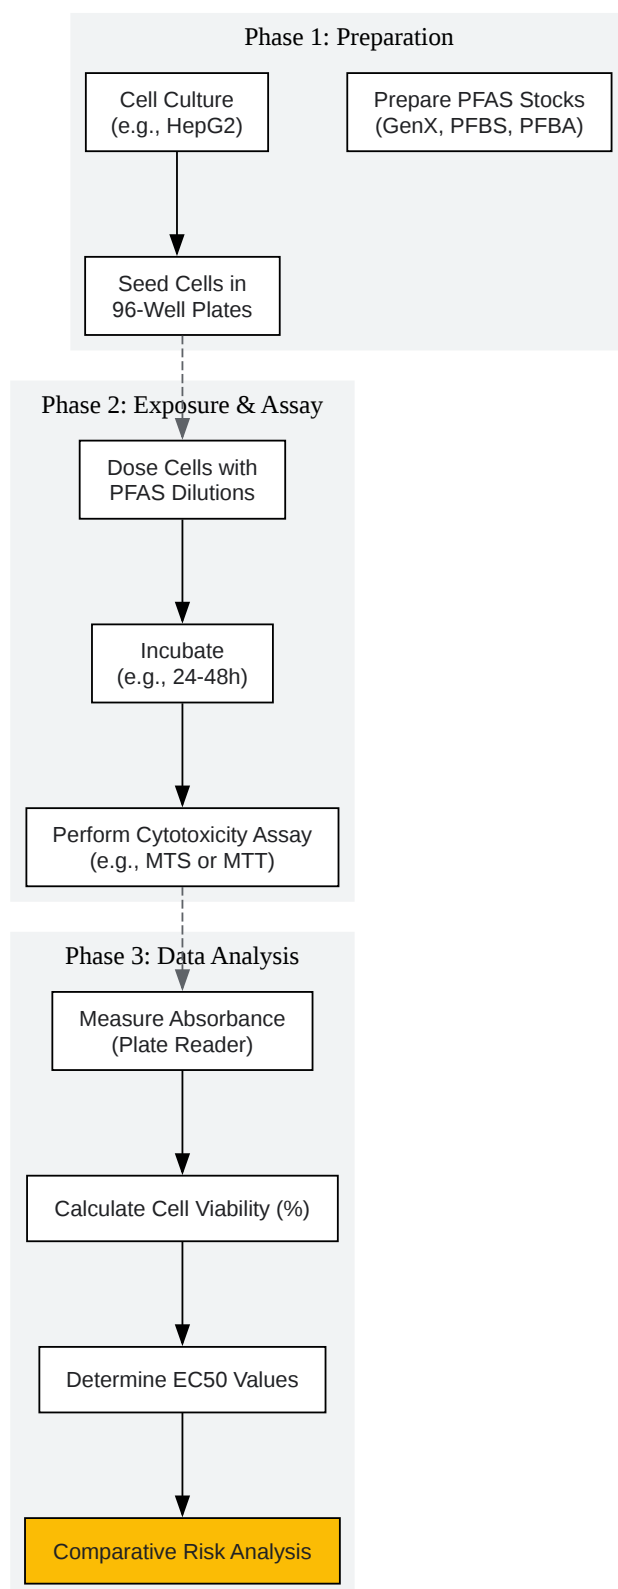 Phase 1: Preparation
Cell Culture
(e.g., HepG2)
Prepare PFAS Stocks
(GenX, PFBS, PFBA)
Seed Cells in
96-Well Plates
Phase 2: Exposure & Assay
Dose Cells with
PFAS Dilutions
Incubate
(e.g., 24-48h)
Perform Cytotoxicity Assay
(e.g., MTS or MTT)
Phase 3: Data Analysis
Measure Absorbance
(Plate Reader)
Calculate Cell Viability (%)
Determine EC50 Values
Comparative Risk Analysis